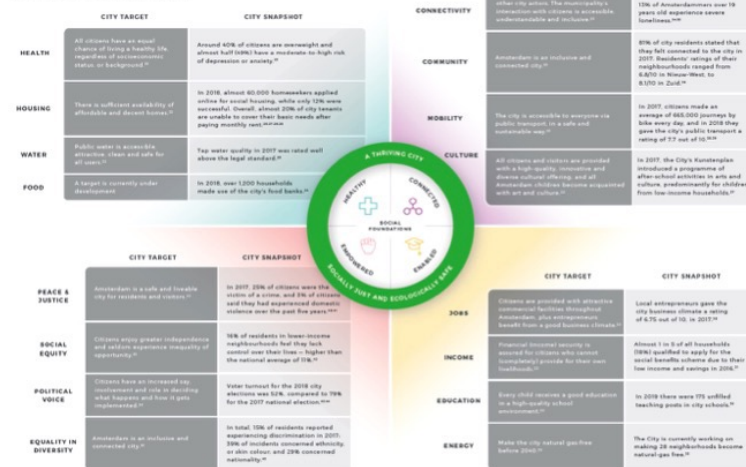 CITY TARGET
CITY SNAPSHOT
HEALTH
All citizens have an equal
chance of living a healthy life,
regardless of socioeconomic
status or background.
Around 40% of citizens are overweight and
almost half (49%) have a moderate to high risk
of depression or anxiety.
HOUSING
There is sufficient availability of
affordable and decent homes.
In 2018, almost 60,000 homeseekers applied
online for social housing, while only 12% were
successful. Overall, almost 20% of city tenants
are unable to cover their basic needs after
paying monthly rent.
WATER
Public water is accessible
attractive, clean and safe for
all users.
Tap water quality in 2017 was rated well
above the legal standard.
FOOD
A target is currently under
development
In 2018, over 1,200 households
made use of the city's food banks.
CONNECTIVITY
other city actors. The municipality's
interaction with citizens is accessible
understandable and inclusive.
13% of Amsterdammers over 19
years old experience severe
loneliness.
COMMUNITY
Amsterdam is an inclusive and
connected city.
81% of city residents stated that
they felt connected to the city in
2017. Residents' ratings of their
neighbourhoods ranged from
6.6/10 in Nieuw-West, to
8.1/10 in Zuid.
MOBILITY
The city is accessible to everyone via
public transport, in a safe and
sustainable way.
In 2017, citizens made an
average of 665,000 journeys by
bike every day, and in 2018 they
gave the city's public transport a
rating of 7.7 out of 10.
CULTURE
All citizens and visitors are provided
with a high quality, innovative and
diverse cultural offering, and all
Amsterdam children become acquainted
with art and culture.
In 2017, the City's Kunstenplan
introduced a programme of
after-school activities in arts and
culture, predominantly for children
from low-income households.
A THRIVING CITY
HEALTHY
CONNECTED
SOCIAL
FOUNDATIONS
EMPOWERED
ENABLED
SOCIALLY JUST AND ECOLOGICALLY SAFE
CITY TARGET
CITY SNAPSHOT
PEACE &
JUSTICE
Amsterdam is a safe and liveable
city for residents and visitors.
In 2017, 25% of citizens were the
victim of a crime, and 5% of citizens
said they had experienced domestic
violence over the past five years.
SOCIAL
EQUITY
Citizens enjoy greater independence
and seldom experience inequality of
opportunity.
16% of residents in lower-income
neighbourhoods feel they lack
control over their lives – higher than
the national average of 11%.
POLITICAL
VOICE
Citizens have an increased say,
involvement and role in deciding
what happens and how it gets
implemented.
Voter turnout for the 2018 city
elections was 52%, compared to 79%
for the 2017 national election.
EQUALITY IN
DIVERSITY
Amsterdam is an inclusive and
connected city.
In total, 15% of residents reported
experiencing discrimination in 2017:
35% of incidents concerned ethnicity,
or skin colour, and 25% concerned
nationality.
CITY TARGET
CITY SNAPSHOT
JOBS
Citizens are provided with attractive
commercial facilities throughout
Amsterdam, plus entrepreneurs
benefit from a good business climate.
Local entrepreneurs gave the
city business climate a rating
of 6.75 out of 10, in 2017.
INCOME
Financial (income) security is
assured for citizens who cannot
(completely) provide for their own
livelihoods.
Almost 1 in 5 of all households
(18%) qualified to apply for the
social benefits scheme due to their
low income and savings in 2016.
EDUCATION
Every child receives a good education
in a high-quality school
environment.
In 2019 there were 175 unfilled
teaching posts in city schools.
ENERGY
Make the city natural gas-free
before 2040.
The City is currently working on
making 28 neighbourhoods become
natural-gas free.